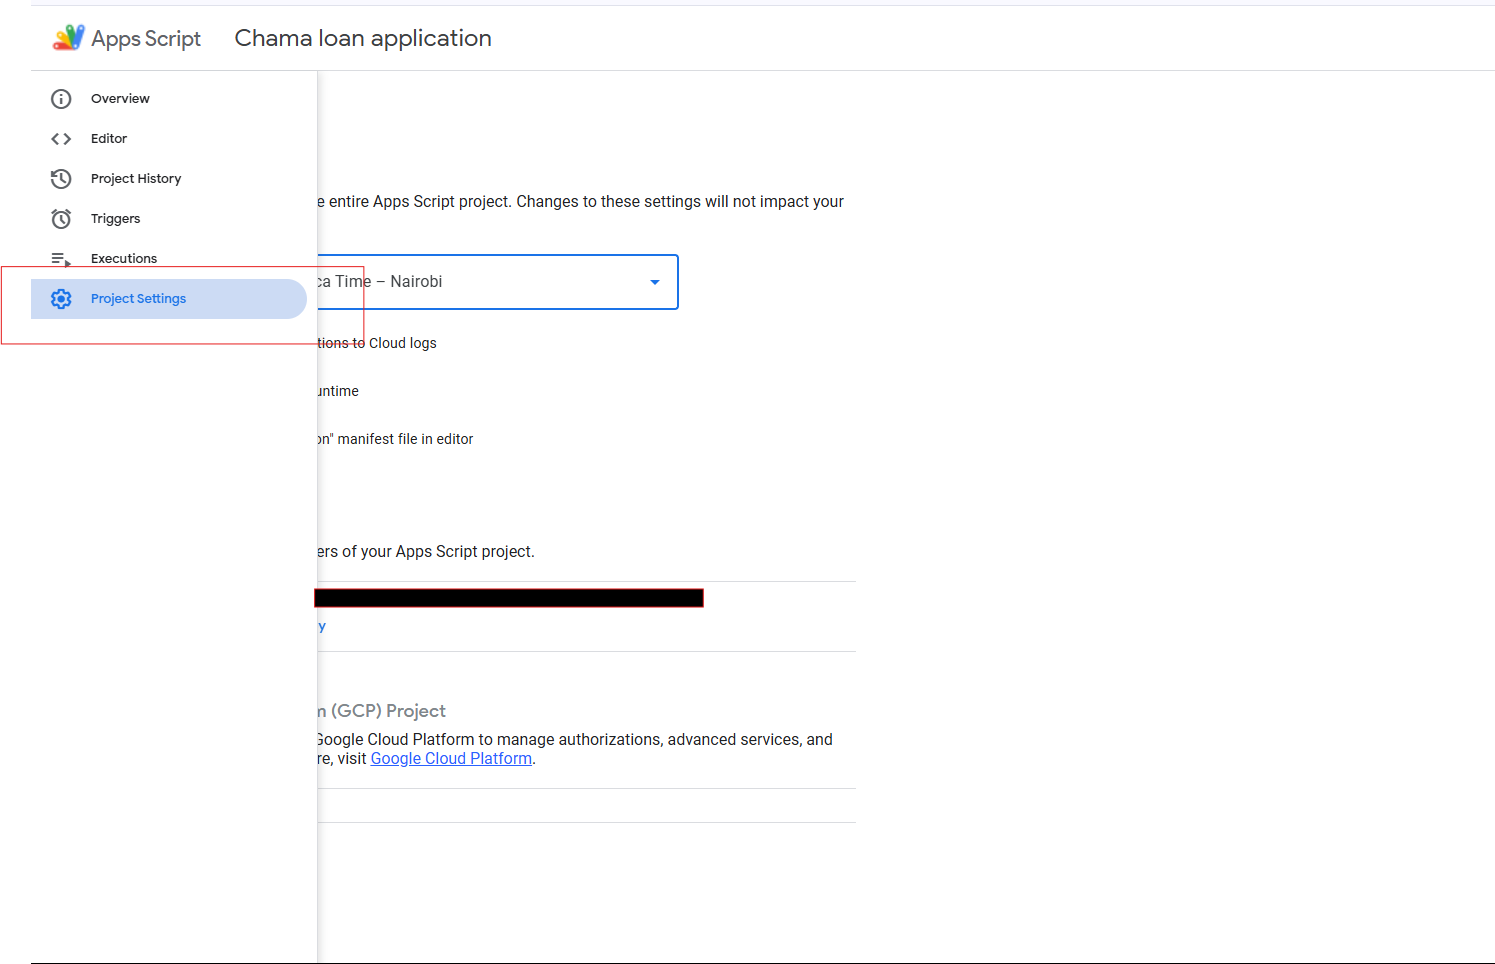 Apps Script Chama loan application
Overview
Editor
Project History
Triggers
Executions
Project Settings
e entire Apps Script project. Changes to these settings will not impact your
ca Time – Nairobi
tions to Cloud logs
untime
on" manifest file in editor
ers of your Apps Script project.
y
m (GCP) Project
Google Cloud Platform to manage authorizations, advanced services, and
re, visit Google Cloud Platform.